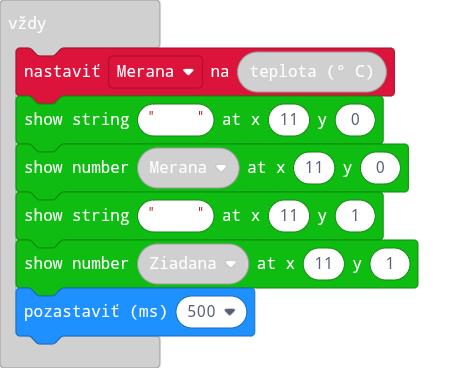 vždy
nastaviť Merana na teplota (° C)
show string " " at x 11 y 0
show number Merana at x 11 y 0
show string " " at x 11 y 1
show number Ziadana at x 11 y 1
pozastaviť (ms) 500